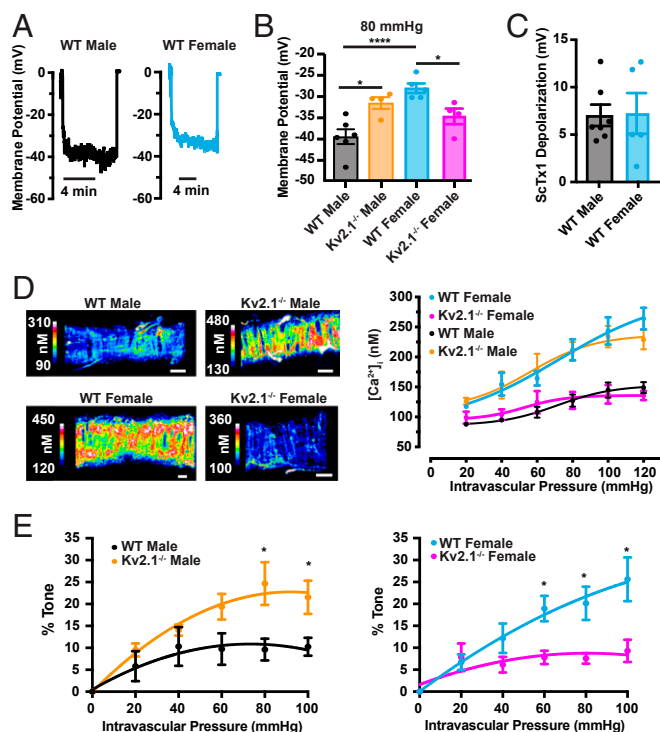 A
WT Male
WT Female
Membrane Potential (mV)
0
-20
-40
-60
4 min
0
-20
-40
-60
4 min
B
80 mmHg
****
*
*
Membrane Potential (mV)
-20
-25
-30
-35
-40
-45
-50
WT Male
Kv2.1⁻/⁻ Male
WT Female
Kv2.1⁻/⁻ Female
C
ScTx1 Depolarization (mV)
15
10
5
0
WT Male
WT Female
D
WT Male
310
nM
90
Kv2.1⁻/⁻ Male
480
nM
130
WT Female
450
nM
120
Kv2.1⁻/⁻ Female
360
nM
100
WT Female
Kv2.1⁻/⁻ Female
WT Male
Kv2.1⁻/⁻ Male
[Ca²⁺]i (nM)
300
250
200
150
100
50
0 20 40 60 80 100 120
Intravascular Pressure (mmHg)
E
WT Male
Kv2.1⁻/⁻ Male
* *
% Tone
35
30
25
20
15
10
5
0
0 20 40 60 80 100
Intravascular Pressure (mmHg)
WT Female
Kv2.1⁻/⁻ Female
* * *
% Tone
35
30
25
20
15
10
5
0
0 20 40 60 80 100
Intravascular Pressure (mmHg)